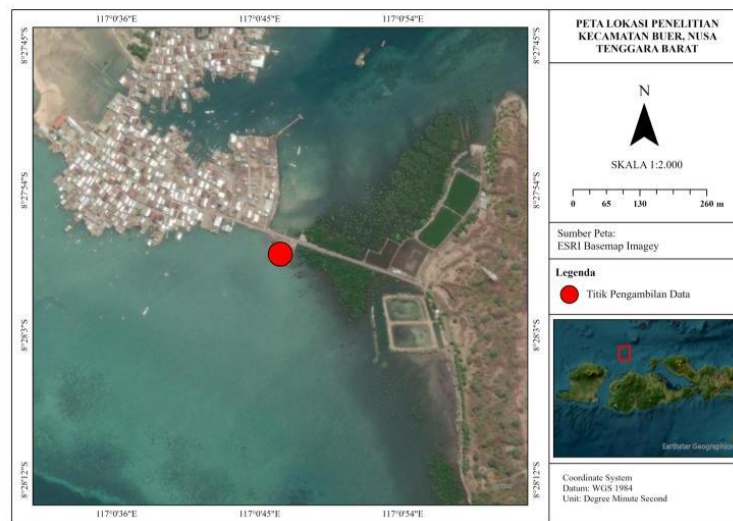 117°0'36"E 117°0'45"E 117°0'54"E
8°27'45"S 8°27'45"S
8°27'54"S 8°27'54"S
8°28'3"S 8°28'3"S
8°28'12"S 8°28'12"S
117°0'36"E 117°0'45"E 117°0'54"E
PETA LOKASI PENELITIAN
KECAMATAN BUER, NUSA
TENGGARA BARAT
N
SKALA 1:2.000
0 65 130 260 m
Sumber Peta:
ESRI Basemap Imagey
Legenda
Titik Pengambilan Data
Earthstar Geographics
Coordinate System
Datum: WGS 1984
Unit: Degree Minute Second